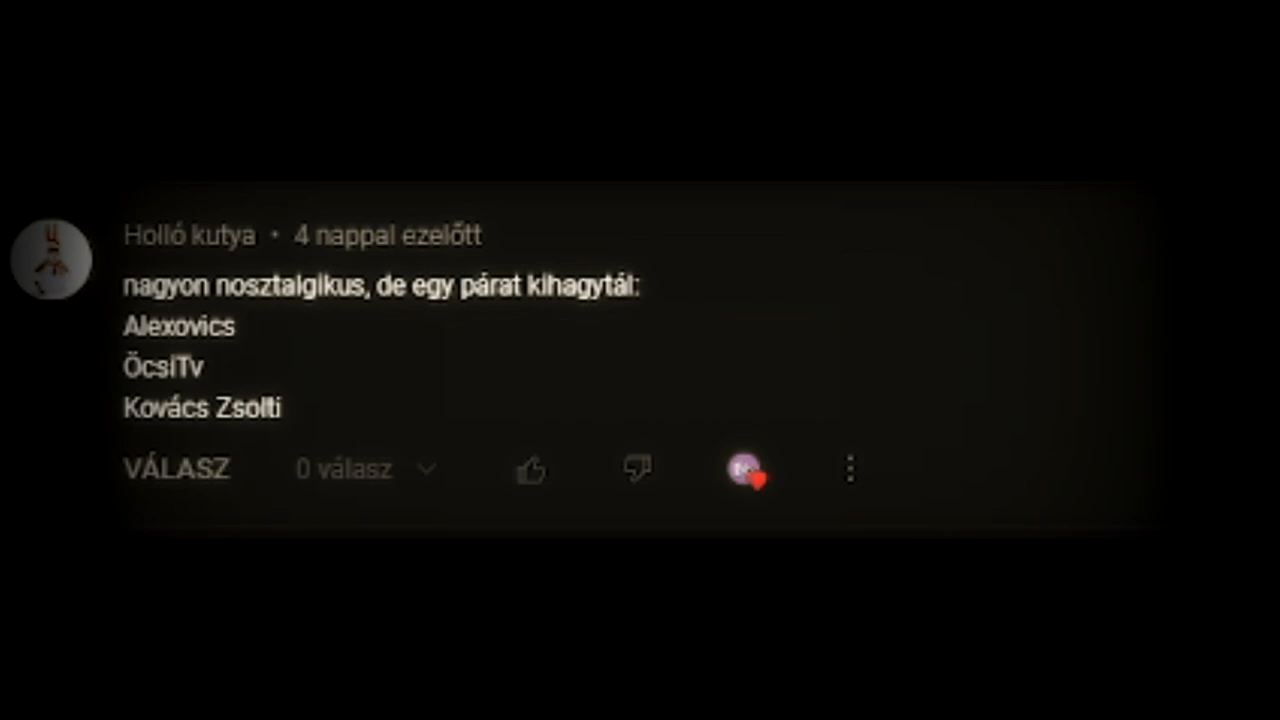 Holló kutya • 4 nappal ezelőtt
nagyon nosztalgikus, de egy párat kihagytál:
Alexovics
ÖcsiTv
Kovács Zsolti
VÁLASZ 0 válasz